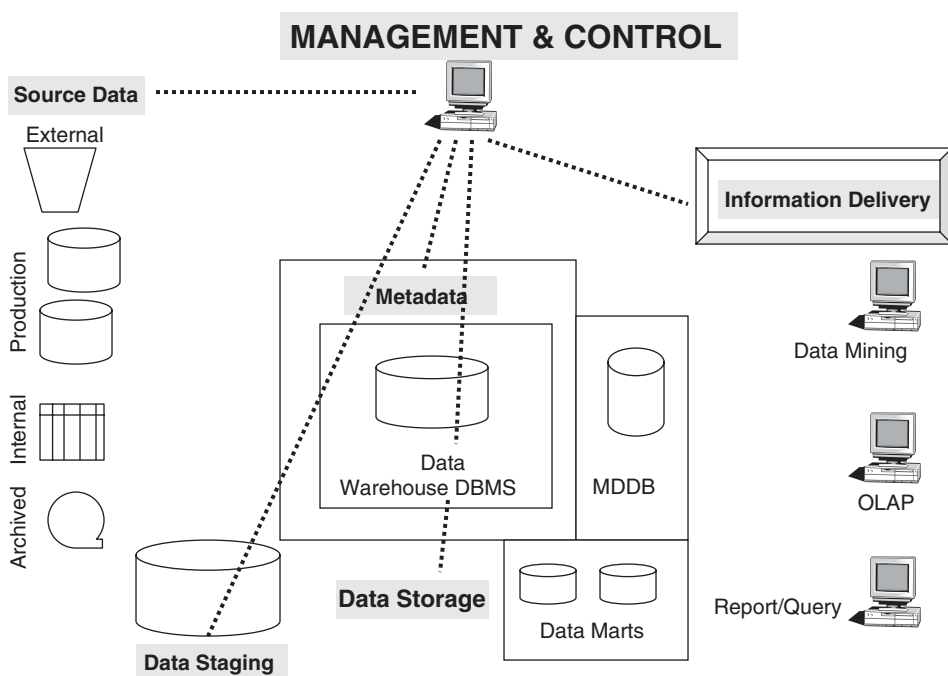 MANAGEMENT & CONTROL
Source Data
External
Production
Internal
Archived
Information Delivery
Metadata
Data
Warehouse DBMS
MDDB
Data Mining
OLAP
Report/Query
Data Storage
Data Marts
Data Staging